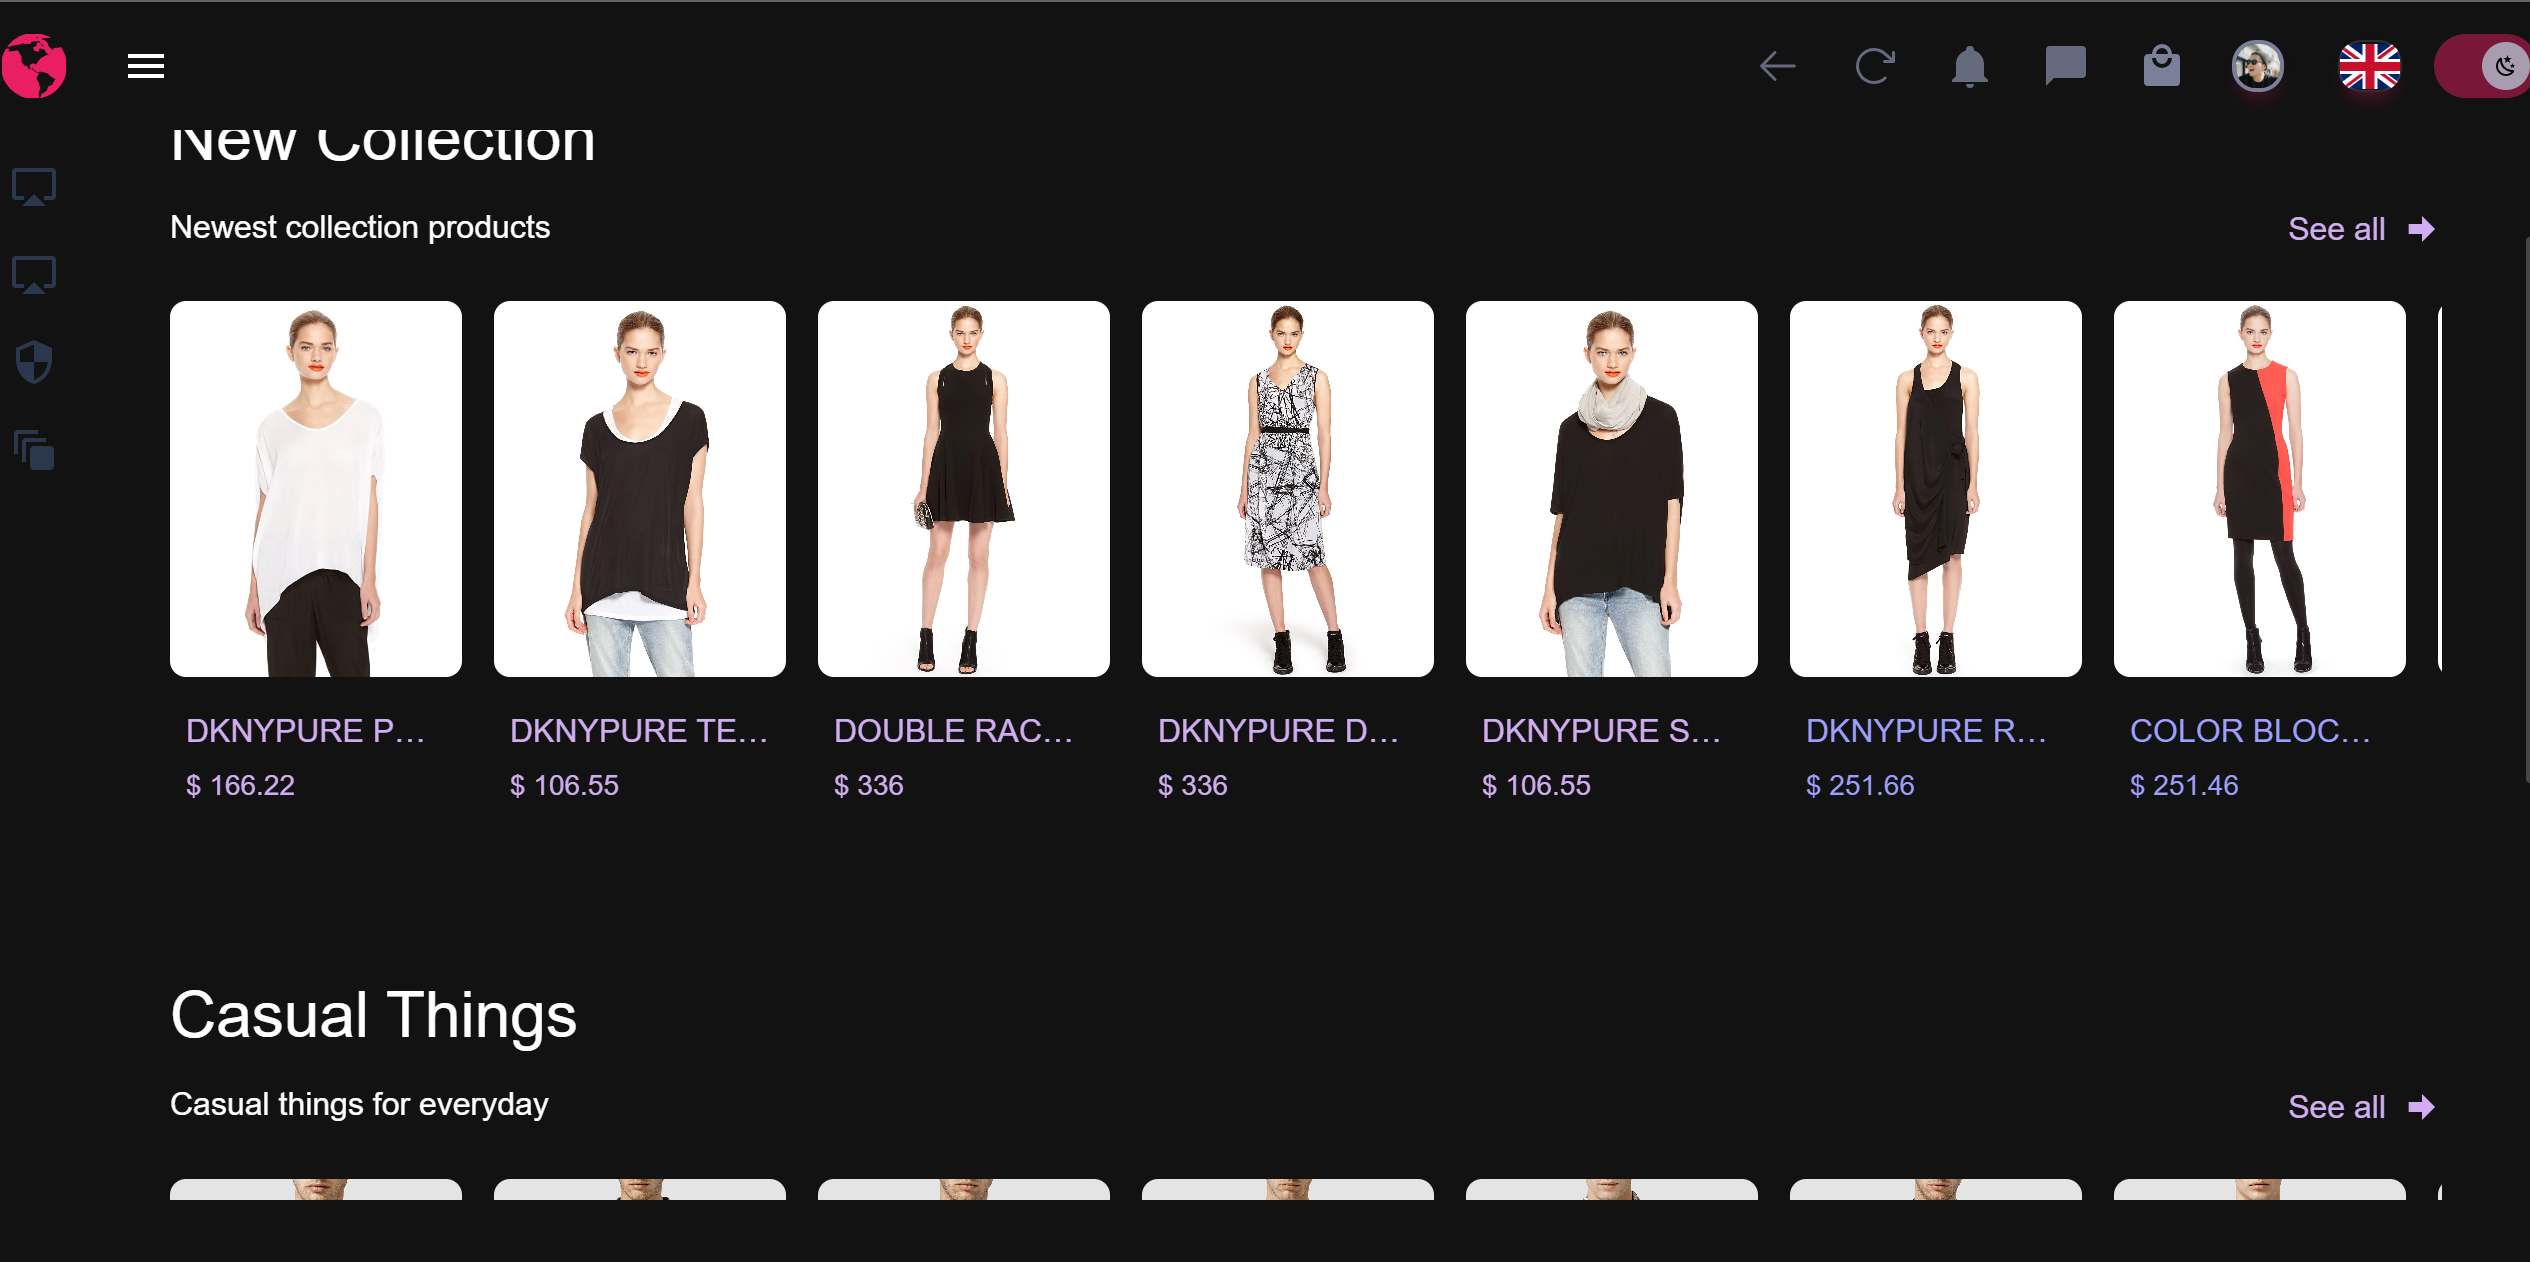 New Collection
Newest collection products
See all
DKNYPURE P...
DKNYPURE TE...
DOUBLE RAC...
DKNYPURE D...
DKNYPURE S...
DKNYPURE R...
COLOR BLOC...
$ 166.22
$ 106.55
$ 336
$ 336
$ 106.55
$ 251.66
$ 251.46
Casual Things
Casual things for everyday
See all